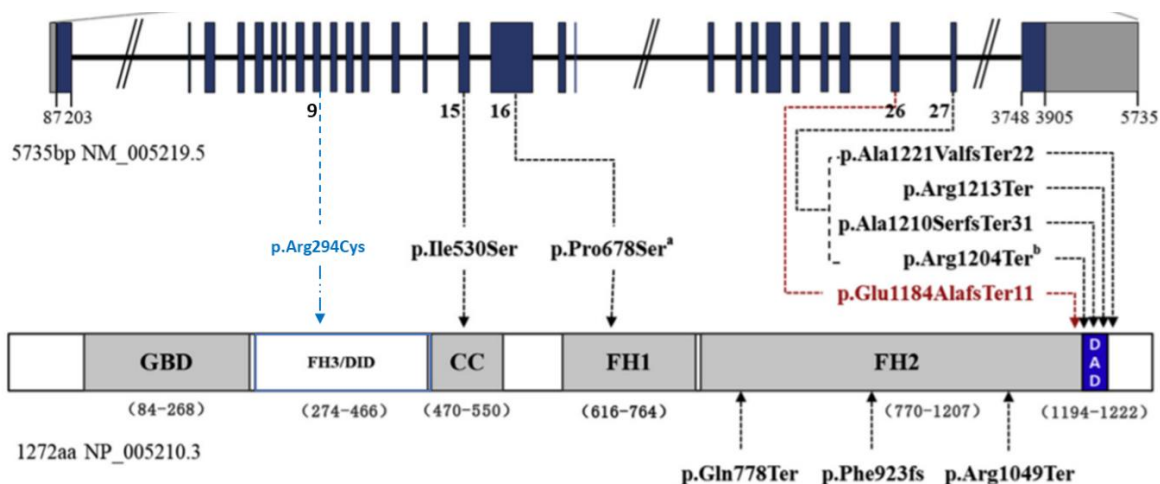 9
15
16
26
27
87 203
3748 3905 5735
5735bp NM_005219.5
p.Ala1221ValfsTer22
p.Arg1213Ter
p.Ala1210SerfsTer31
p.Arg294Cys
p.Ile530Ser
p.Pro678Serᵃ
p.Arg1204Terᵇ
p.Glu1184AlafsTer11
GBD
FH3/DID
CC
FH1
FH2
DAD
(84-268)
(274-466)
(470-550)
(616-764)
(770-1207)
(1194-1222)
1272aa NP_005210.3
p.Gln778Ter
p.Phe923fs
p.Arg1049Ter